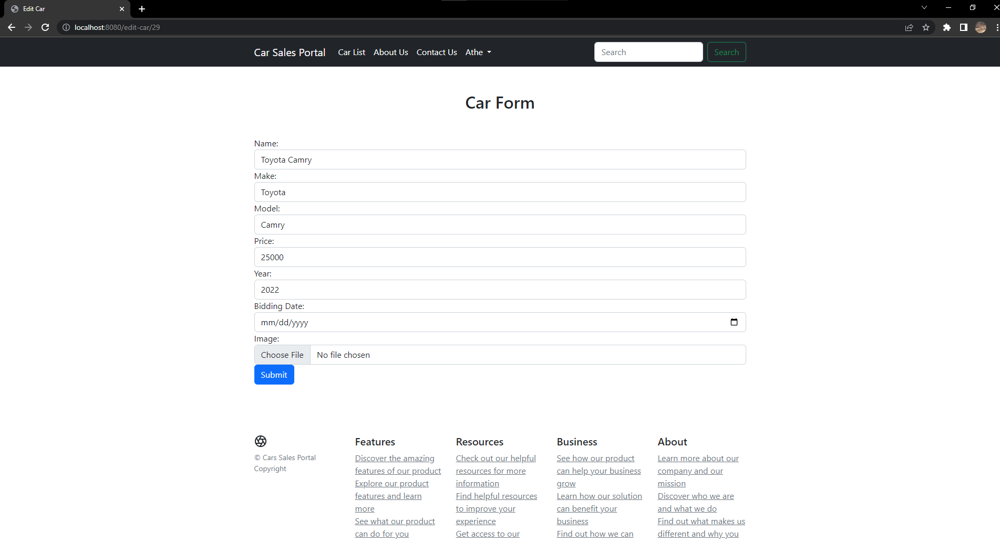 Edit Car
localhost:8080/edit-car/29
Car Sales Portal Car List About Us Contact Us Athe Search Search
Car Form
Name:
Toyota Camry
Make:
Toyota
Model:
Camry
Price:
25000
Year:
2022
Bidding Date:
mm/dd/yyyy
Image:
Choose File No file chosen
Submit
© Cars Sales Portal
Copyright
Features
Discover the amazing
features of our product
Explore our product
features and learn
more
See what our product
can do for you
Resources
Check out our helpful
resources for more
information
Find helpful resources
to improve your
experience
Get access to our
Business
See how our product
can help your business
grow
Learn how our solution
can benefit your
business
Find out how we can
About
Learn more about our
company and our
mission
Discover who we are
and what we do
Find out what makes us
different and why you